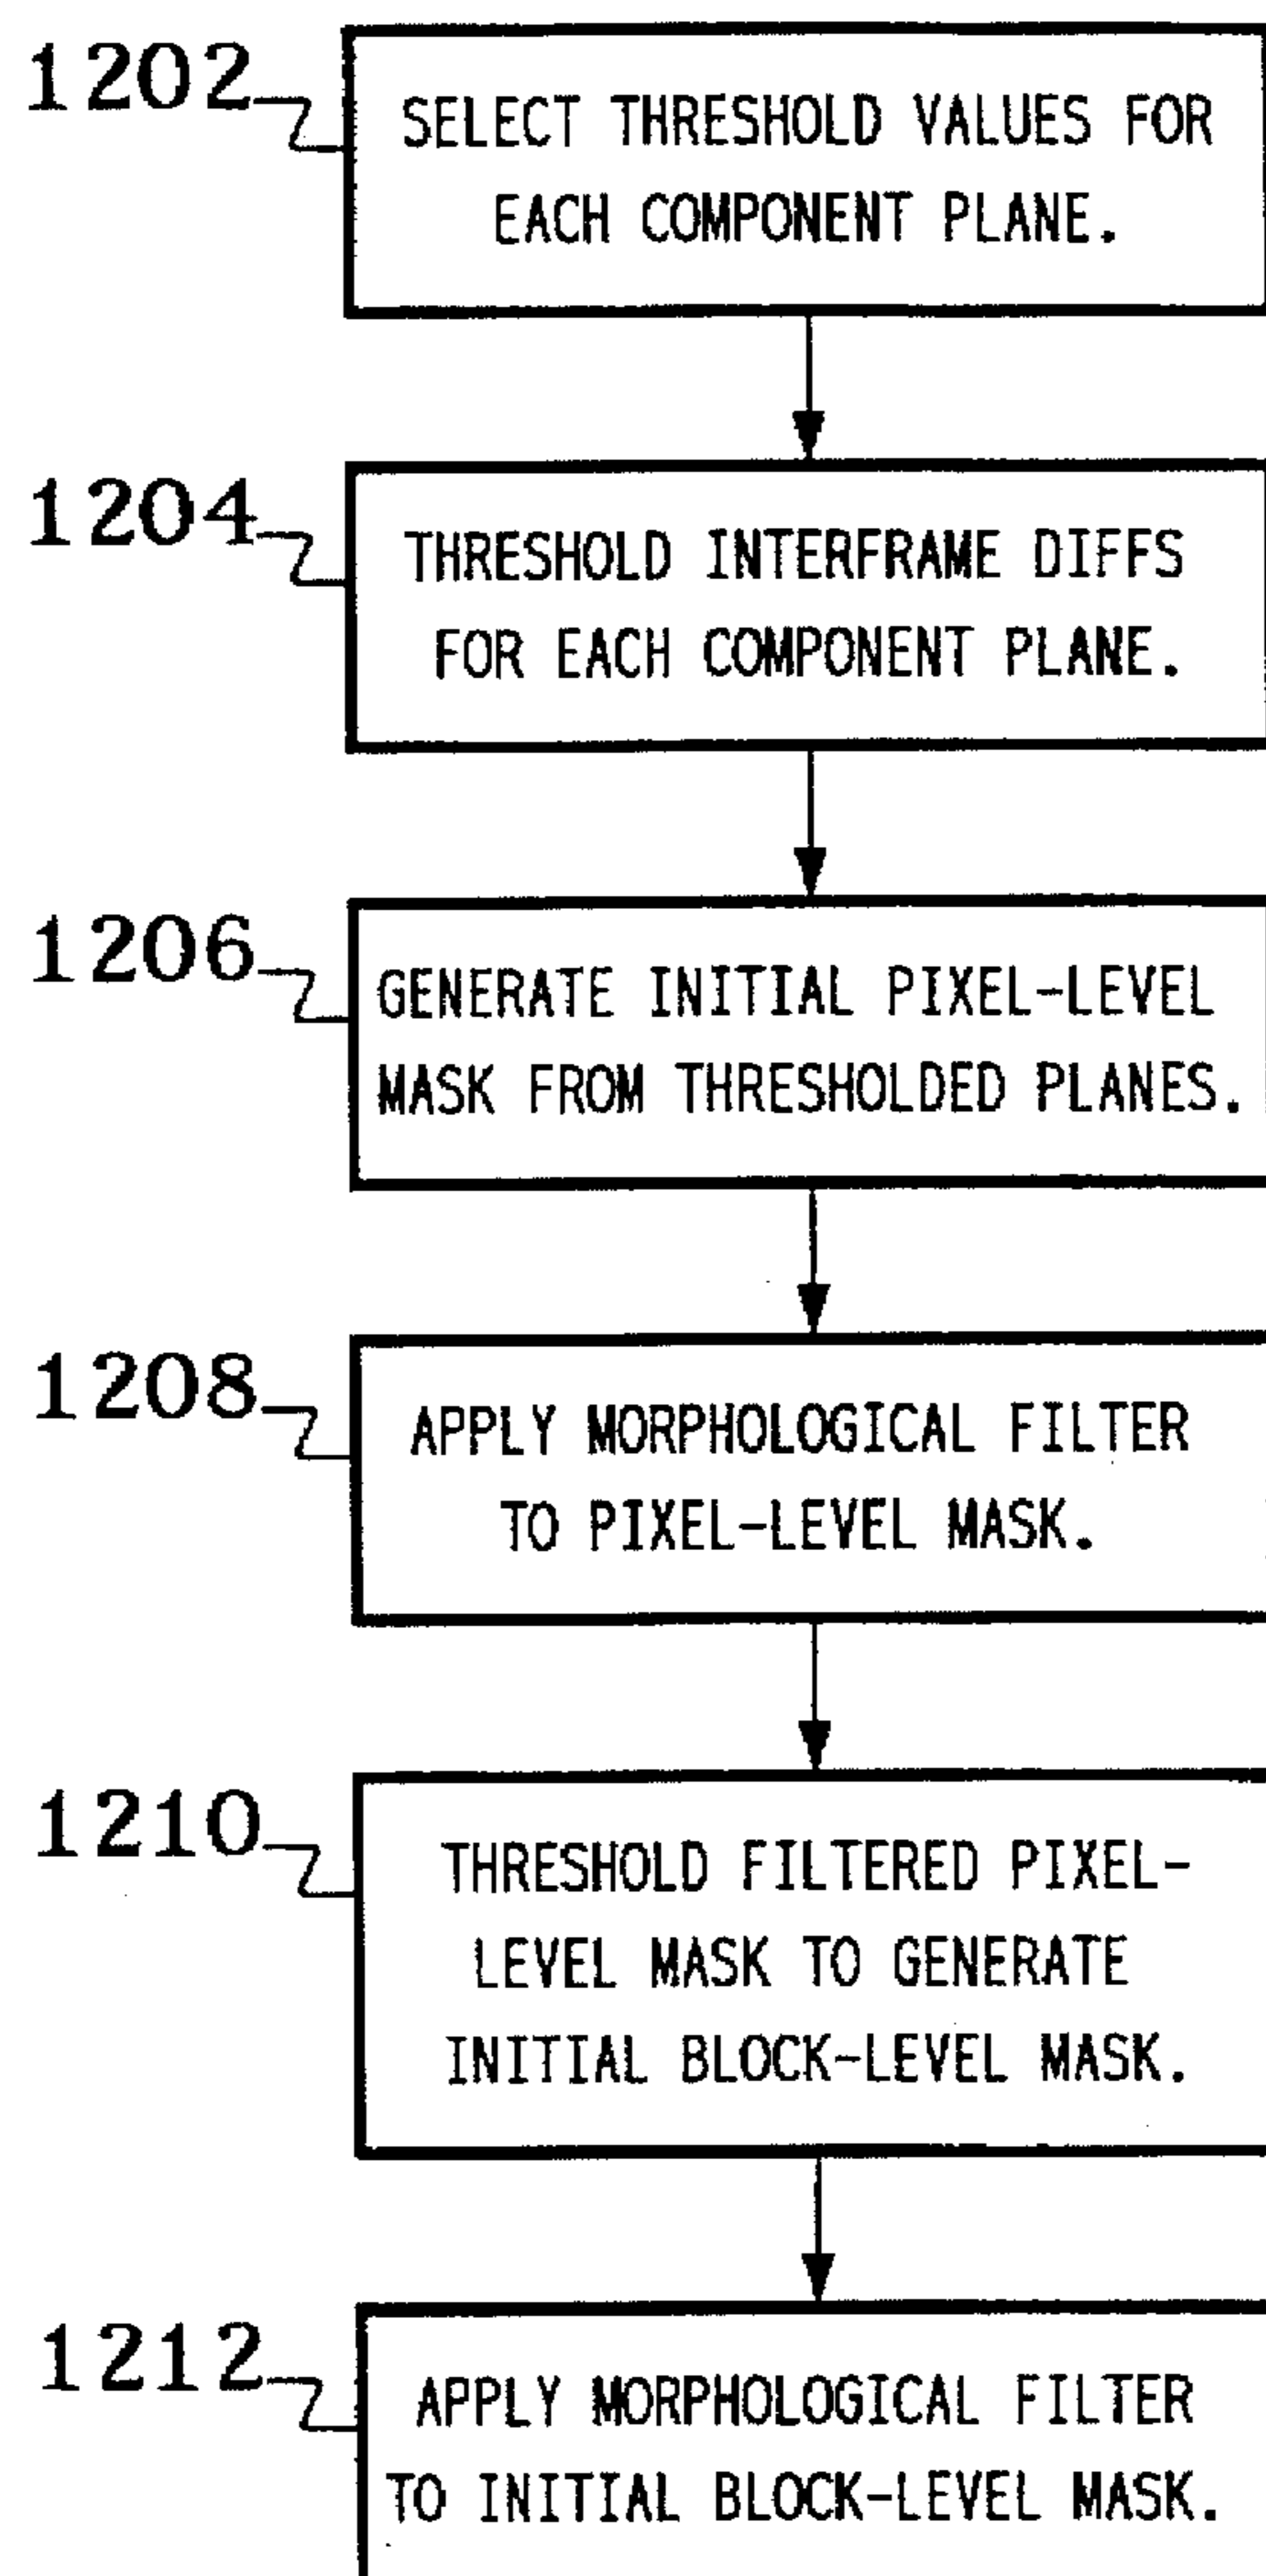 1202
SELECT THRESHOLD VALUES FOR
EACH COMPONENT PLANE.
1204
THRESHOLD INTERFRAME DIFFS
FOR EACH COMPONENT PLANE.
1206
GENERATE INITIAL PIXEL-LEVEL
MASK FROM THRESHOLDED PLANES.
1208
APPLY MORPHOLOGICAL FILTER
TO PIXEL-LEVEL MASK.
1210
THRESHOLD FILTERED PIXEL-
LEVEL MASK TO GENERATE
INITIAL BLOCK-LEVEL MASK.
1212
APPLY MORPHOLOGICAL FILTER
TO INITIAL BLOCK-LEVEL MASK.